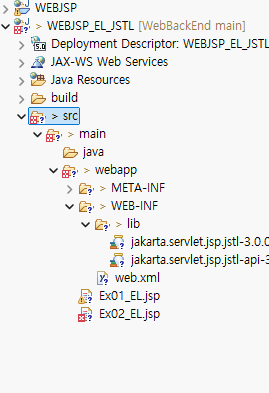 WEBJSP
> WEBJSP_EL_JSTL [WebBackEnd main]
Deployment Descriptor: WEBJSP_EL_JSTL
JAX-WS Web Services
Java Resources
build
> src
> main
java
> webapp
> META-INF
> WEB-INF
> lib
jakarta.servlet.jsp.jstl-3.0.0
jakarta.servlet.jsp.jstl-api-3
web.xml
Ex01_EL.jsp
Ex02_EL.jsp